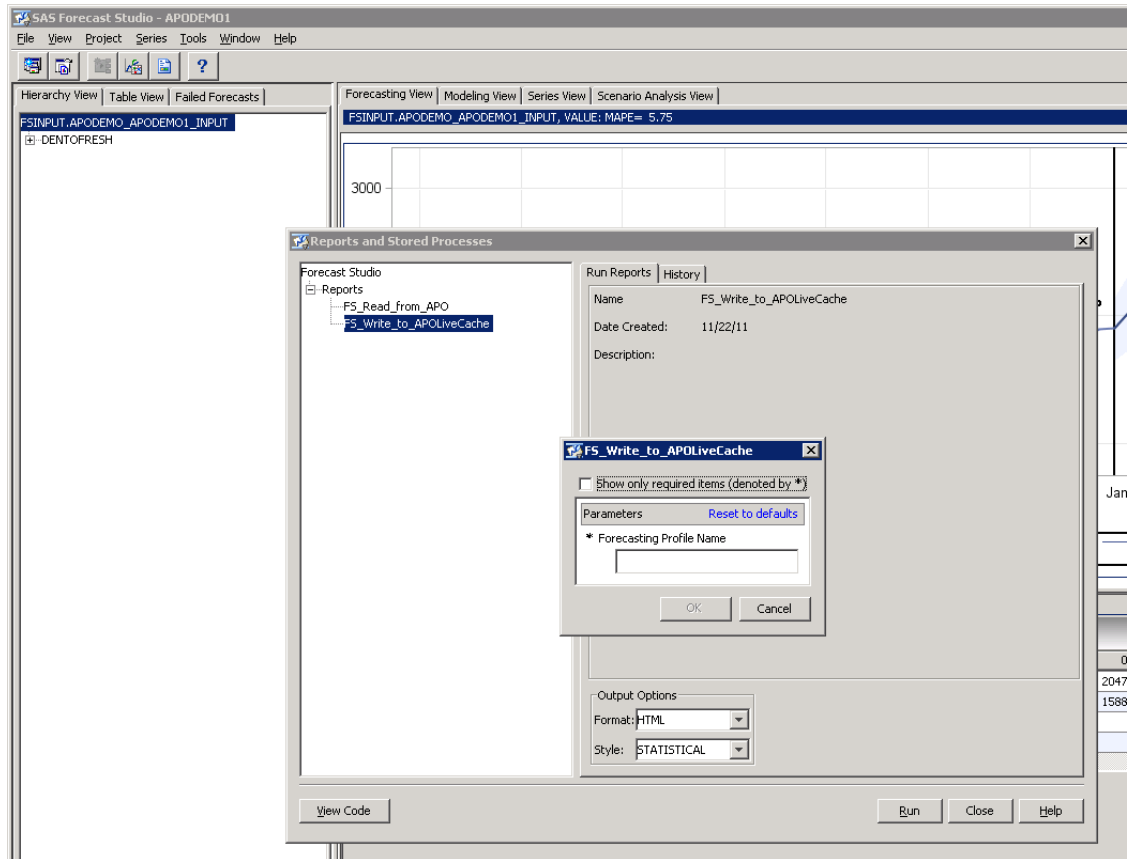 SAS Forecast Studio - APODEMO1
File View Project Series Tools Window Help
?
Hierarchy View Table View Failed Forecasts
FSINPUT.APODEMO_APODEMO1_INPUT
DENTOFRESH
Forecasting View Modeling View Series View Scenario Analysis View
FSINPUT.APODEMO_APODEMO1_INPUT, VALUE: MAPE= 5.75
3000
Reports and Stored Processes
Forecast Studio
Reports
FS_Read_from_APO
FS_Write_to_APOLiveCache
Run Reports History
Name FS_Write_to_APOLiveCache
Date Created: 11/22/11
Description:
FS_Write_to_APOLiveCache
Show only required items (denoted by *)
Parameters Reset to defaults
* Forecasting Profile Name
OK Cancel
Output Options
Format: HTML
Style: STATISTICAL
View Code Run Close Help
Jan
0
2047
1588